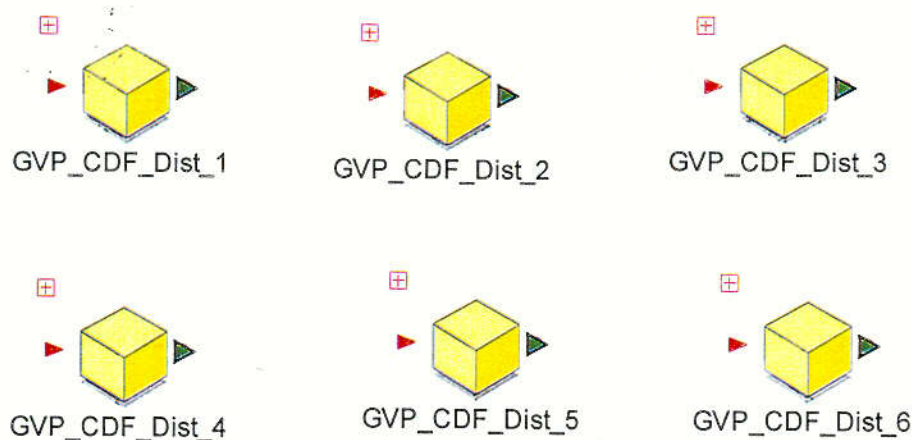 GVP_CDF_Dist_1
GVP_CDF_Dist_2
GVP_CDF_Dist_3
GVP_CDF_Dist_4
GVP_CDF_Dist_5
GVP_CDF_Dist_6